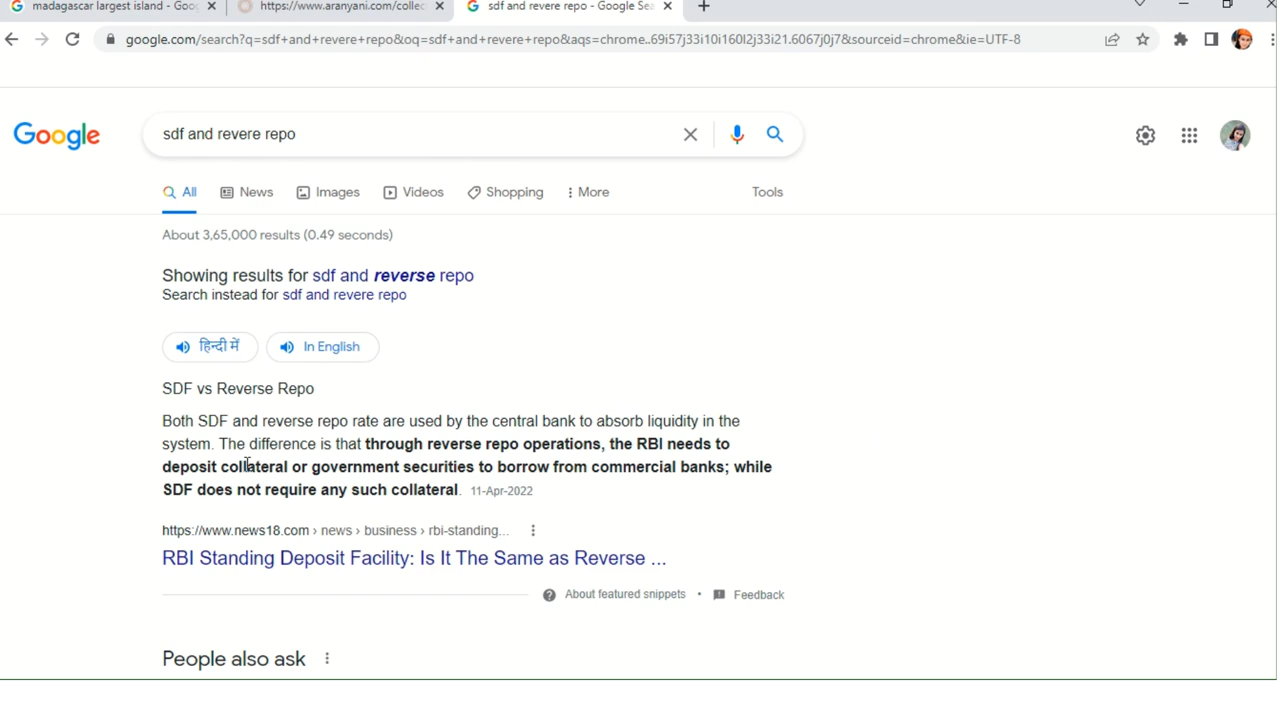 madagascar largest island - Goog
https://www.aranyani.com/collec
sdf and revere repo - Google Sea
google.com/search?q=sdf+and+revere+repo&oq=sdf+and+revere+repo&aqs=chrome..69i57j33i10i160l2j33i21.6067j0j7&sourceid=chrome&ie=UTF-8
Google
sdf and revere repo
All News Images Videos Shopping More Tools
About 3,65,000 results (0.49 seconds)
Showing results for sdf and reverse repo
Search instead for sdf and revere repo
हिन्दी में In English
SDF vs Reverse Repo
Both SDF and reverse repo rate are used by the central bank to absorb liquidity in the
system. The difference is that through reverse repo operations, the RBI needs to
deposit collateral or government securities to borrow from commercial banks; while
SDF does not require any such collateral. 11-Apr-2022
https://www.news18.com › news › business › rbi-standing...
RBI Standing Deposit Facility: Is It The Same as Reverse ...
About featured snippets • Feedback
People also ask